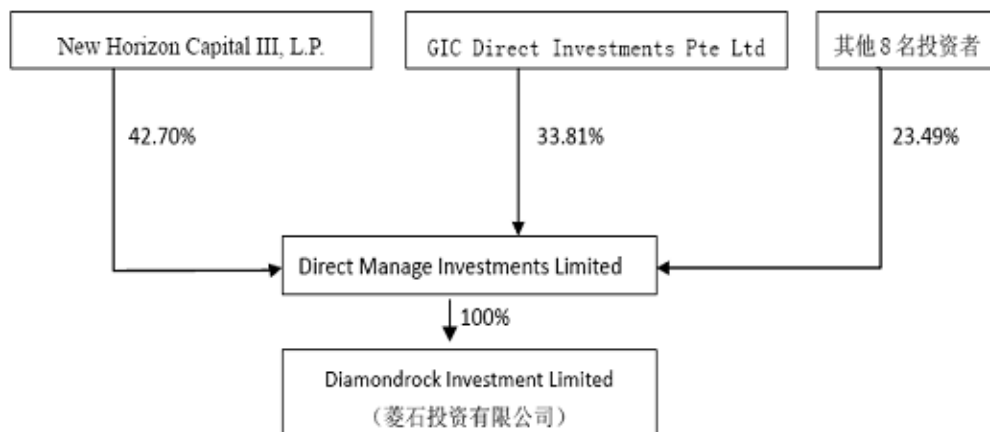 New Horizon Capital III, L.P.
GIC Direct Investments Pte Ltd
其他8名投资者
42.70%
33.81%
23.49%
Direct Manage Investments Limited
100%
Diamondrock Investment Limited
（菱石投资有限公司）